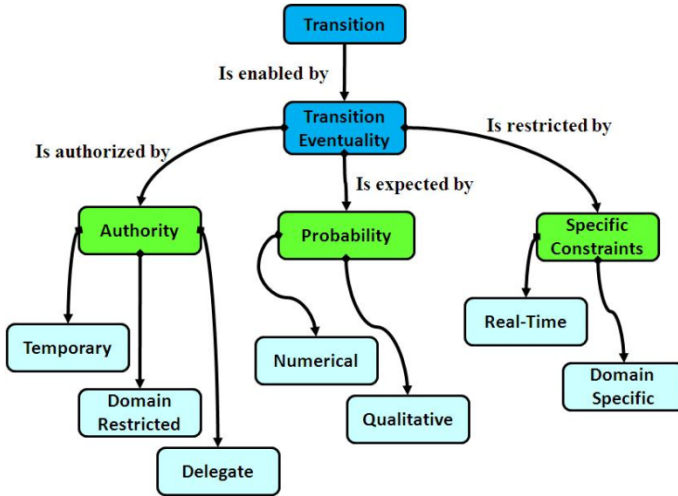 Transition
Is enabled by
Transition
Eventuality
Is restricted by
Is authorized by
Is expected by
Authority
Probability
Specific
Constraints
Real-Time
Temporary
Numerical
Domain
Specific
Domain
Restricted
Qualitative
Delegate